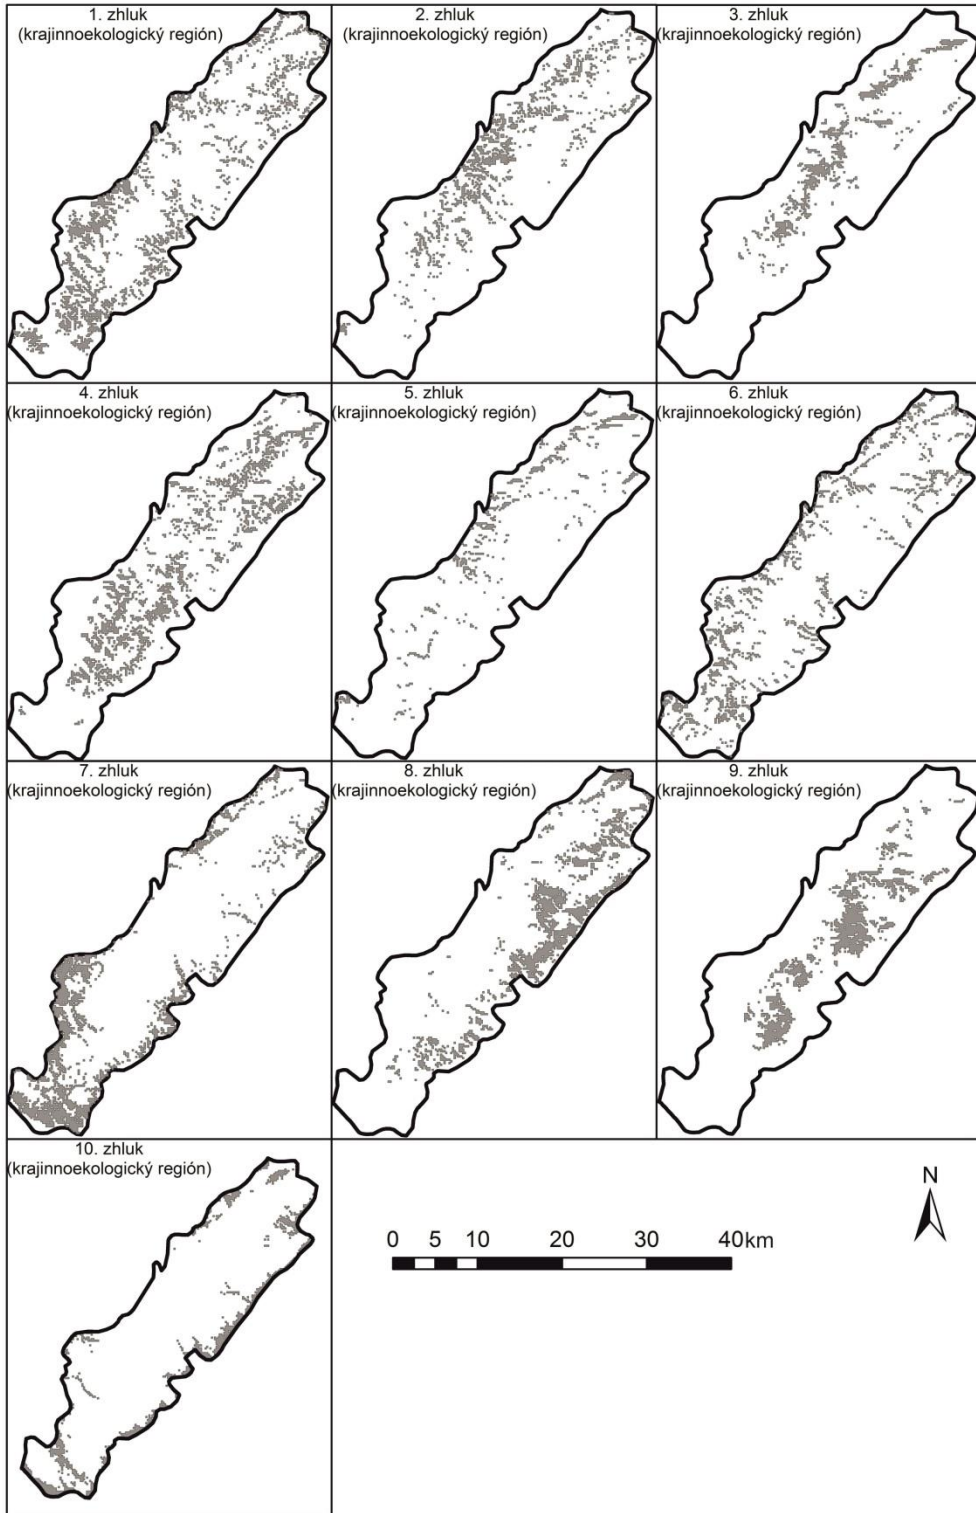 1. zhluk
(krajinnoekologický región)
2. zhluk
(krajinnoekologický región)
3. zhluk
(krajinnoekologický región)
4. zhluk
(krajinnoekologický región)
5. zhluk
(krajinnoekologický región)
6. zhluk
(krajinnoekologický región)
7. zhluk
(krajinnoekologický región)
8. zhluk
(krajinnoekologický región)
9. zhluk
(krajinnoekologický región)
10. zhluk
(krajinnoekologický región)
N
0 5 10 20 30 40km